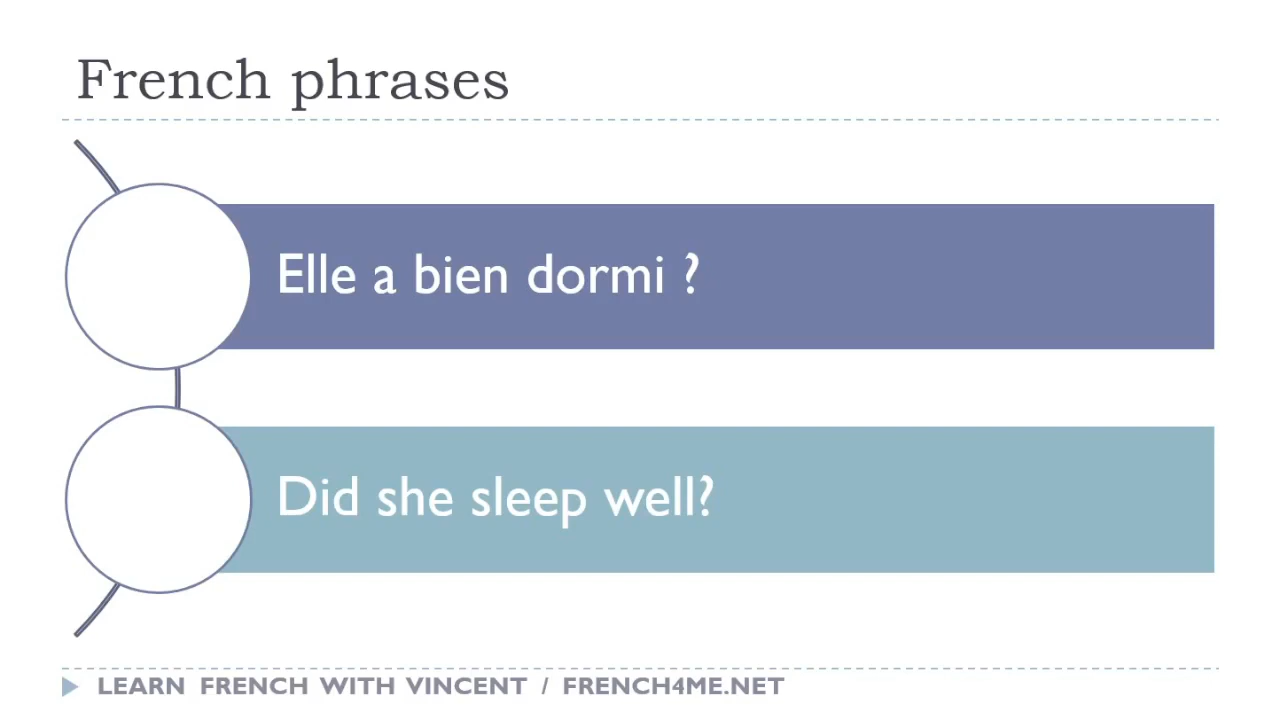 French phrases
Elle a bien dormi ?
Did she sleep well?
LEARN FRENCH WITH VINCENT / FRENCH4ME.NET